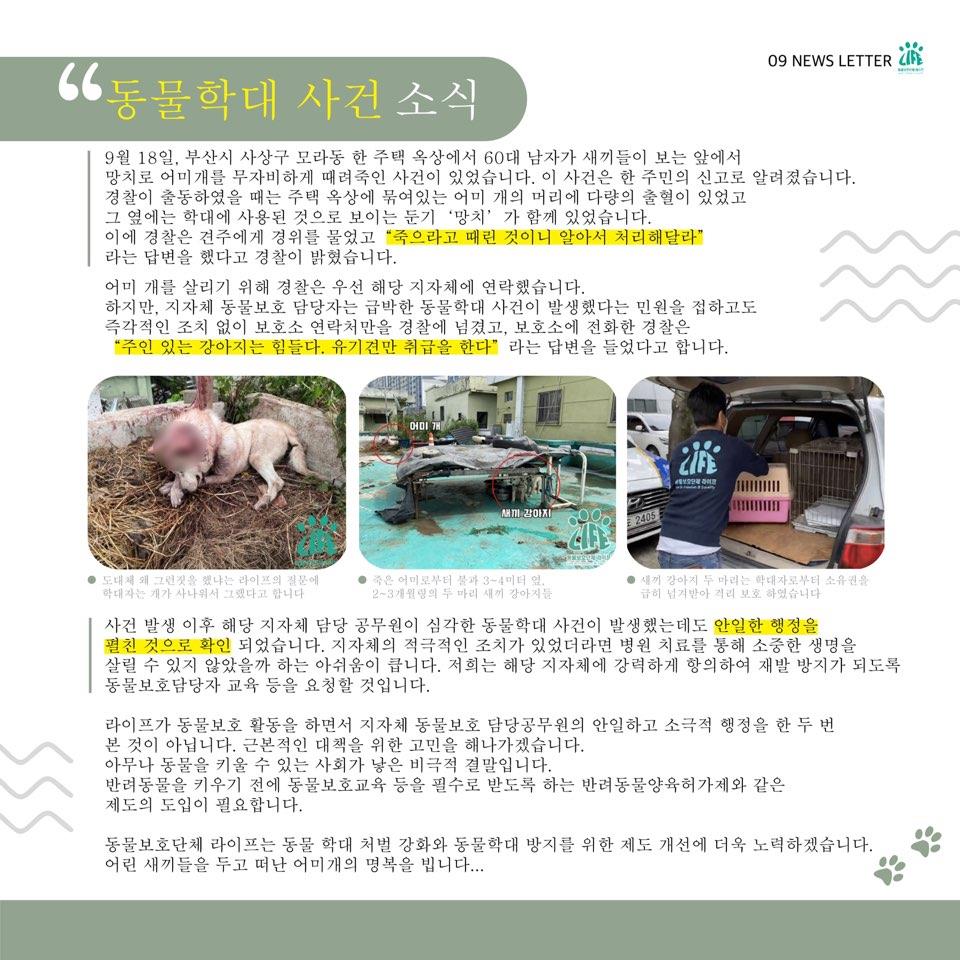 09 NEWS LETTER LIFE
“동물학대 사건 소식
9월 18일, 부산시 사상구 모라동 한 주택 옥상에서 60대 남자가 새끼들이 보는 앞에서
망치로 어미개를 무자비하게 때려죽인 사건이 있었습니다. 이 사건은 한 주민의 신고로 알려졌습니다.
경찰이 출동하였을 때는 주택 옥상에 묶여있는 어미 개의 머리에 다량의 출혈이 있었고
그 옆에는 학대에 사용된 것으로 보이는 둔기 ‘망치’ 가 함께 있었습니다.
이에 경찰은 견주에게 경위를 물었고 “죽으라고 때린 것이니 알아서 처리해달라”
라는 답변을 했다고 경찰이 밝혔습니다.
어미 개를 살리기 위해 경찰은 우선 해당 지자체에 연락했습니다.
하지만, 지자체 동물보호 담당자는 급박한 동물학대 사건이 발생했다는 민원을 접하고도
즉각적인 조치 없이 보호소 연락처만을 경찰에 넘겼고, 보호소에 전화한 경찰은
“주인 있는 강아지는 힘들다. 유기견만 취급을 한다” 라는 답변을 들었다고 합니다.
LIFE
어미 개
새끼 강아지
LIFE
동물보호단체 라이프
LIFE
동물보호단체 라이프
2405
도대체 왜 그런짓을 했냐는 라이프의 질문에
학대자는 개가 사나워서 그랬다고 합니다
죽은 어미로부터 불과 3~4미터 옆,
2~3개월령의 두 마리 새끼 강아지들
새끼 강아지 두 마리는 학대자로부터 소유권을
급히 넘겨받아 격리 보호 하였습니다
사건 발생 이후 해당 지자체 담당 공무원이 심각한 동물학대 사건이 발생했는데도 안일한 행정을
펼친 것으로 확인 되었습니다. 지자체의 적극적인 조치가 있었더라면 병원 치료를 통해 소중한 생명을
살릴 수 있지 않았을까 하는 아쉬움이 큽니다. 저희는 해당 지자체에 강력하게 항의하여 재발 방지가 되도록
동물보호담당자 교육 등을 요청할 것입니다.
라이프가 동물보호 활동을 하면서 지자체 동물보호 담당공무원의 안일하고 소극적 행정을 한 두 번
본 것이 아닙니다. 근본적인 대책을 위한 고민을 해나가겠습니다.
아무나 동물을 키울 수 있는 사회가 낳은 비극적 결말입니다.
반려동물을 키우기 전에 동물보호교육 등을 필수로 받도록 하는 반려동물양육허가제와 같은
제도의 도입이 필요합니다.
동물보호단체 라이프는 동물 학대 처벌 강화와 동물학대 방지를 위한 제도 개선에 더욱 노력하겠습니다.
어린 새끼들을 두고 떠난 어미개의 명복을 빕니다...